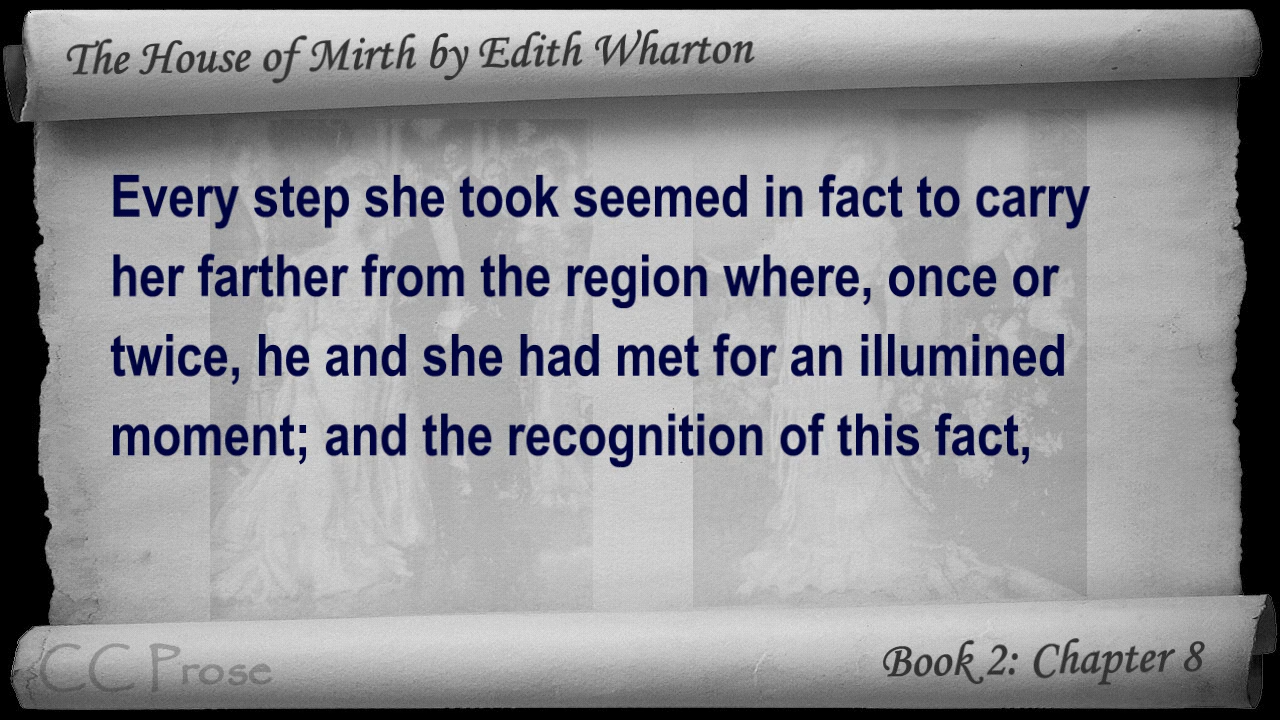 The House of Mirth by Edith Wharton
Every step she took seemed in fact to carry
her farther from the region where, once or
twice, he and she had met for an illumined
moment; and the recognition of this fact,
CC Prose
Book 2: Chapter 8